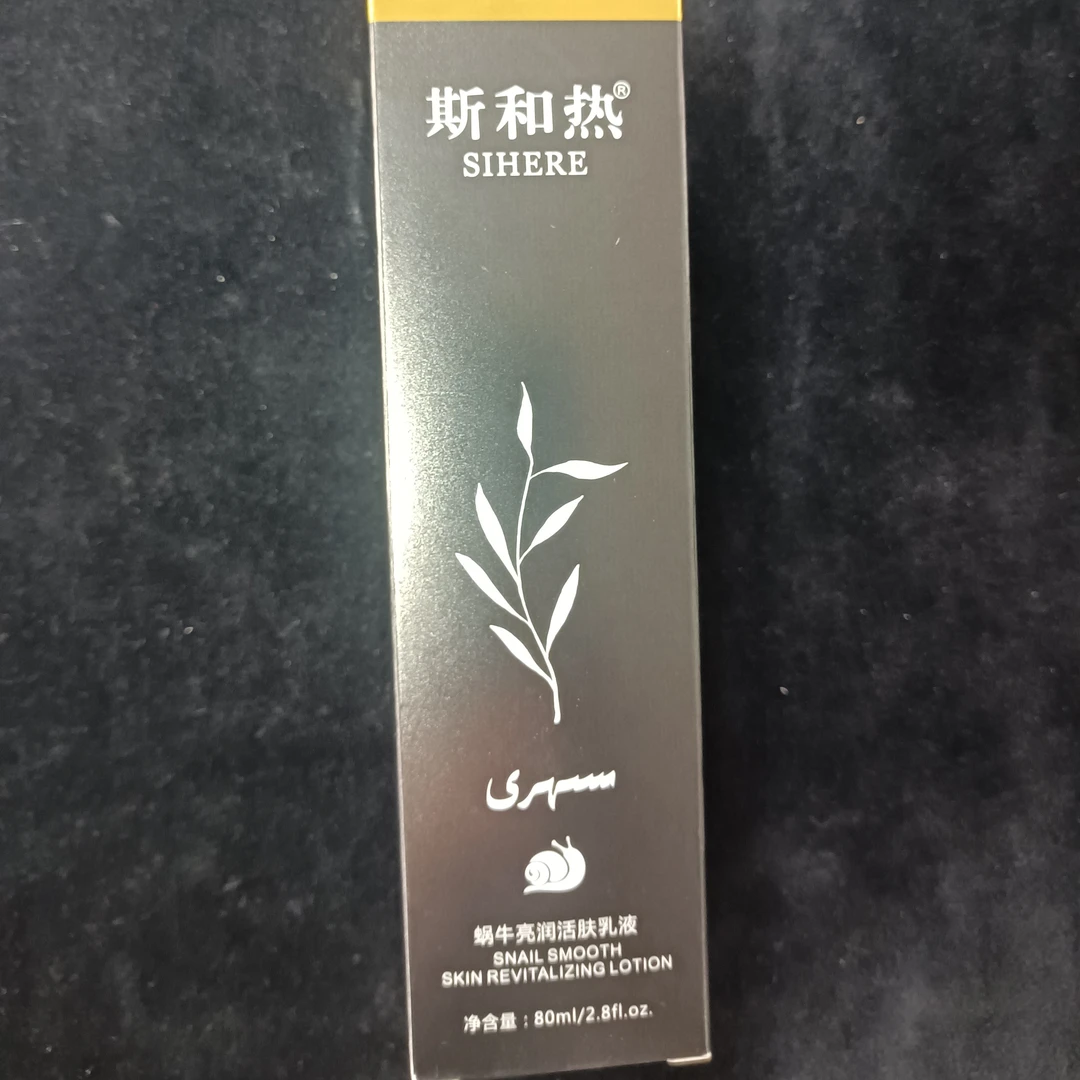 斯和热®
SIHERE
سىهرى
蜗牛亮润活肤乳液
SNAIL SMOOTH
SKIN REVITALIZING LOTION
净含量：80ml/2.8fl.oz.